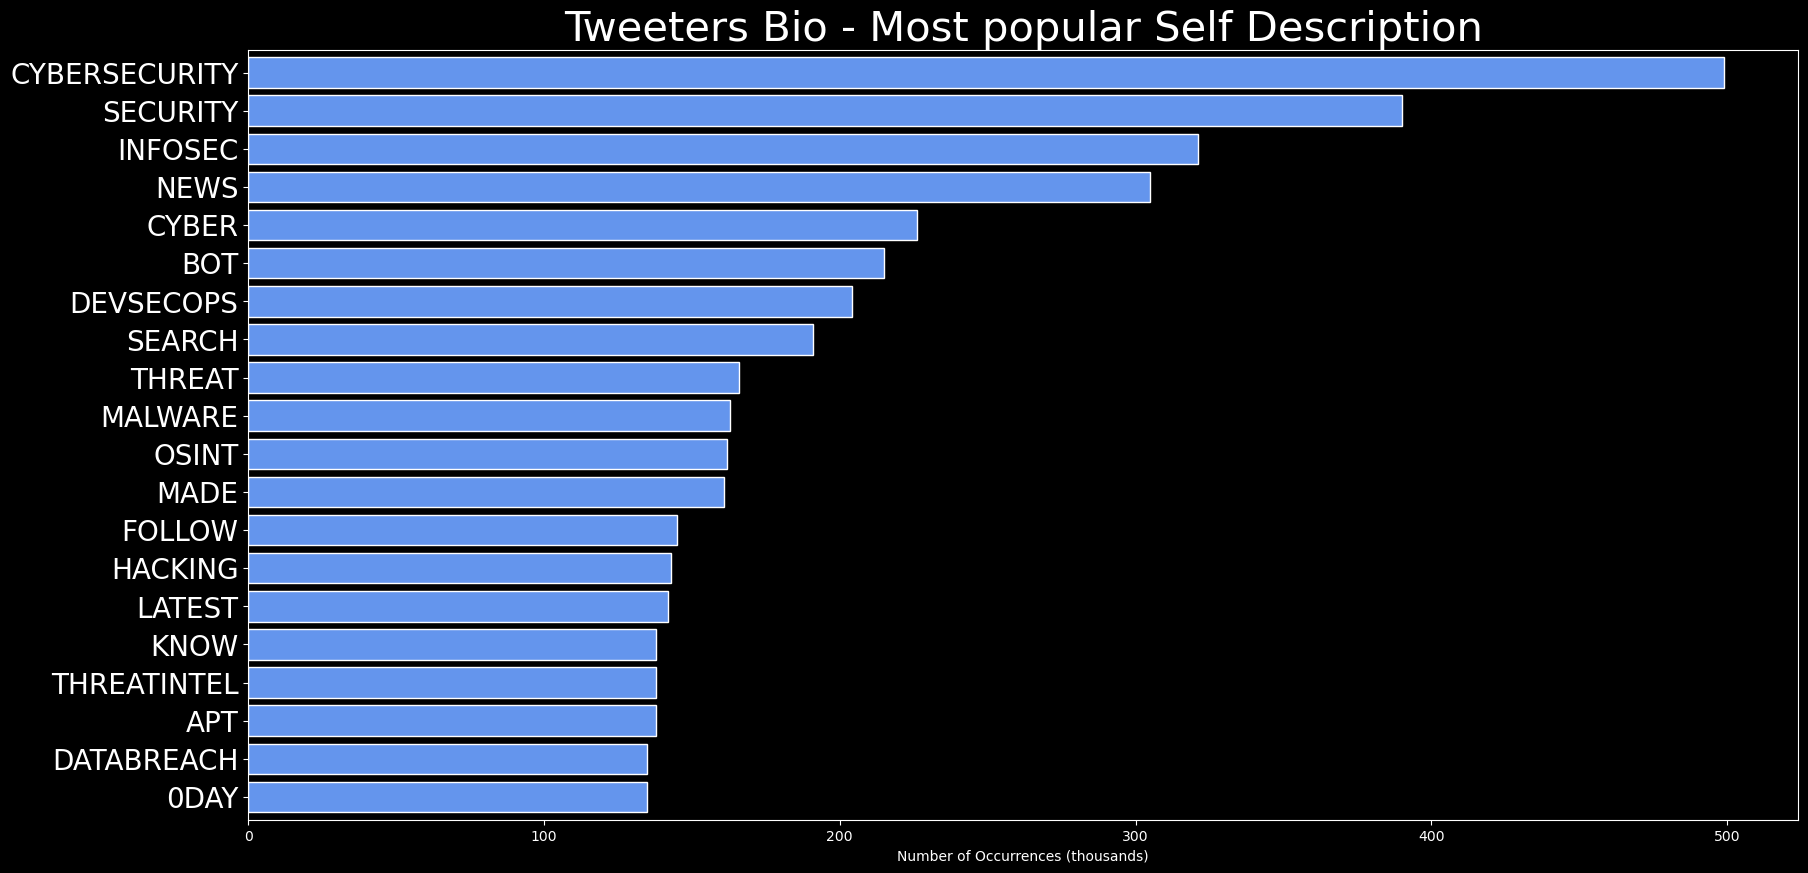 Tweeters Bio - Most popular Self Description
CYBERSECURITY
SECURITY
INFOSEC
NEWS
CYBER
BOT
DEVSECOPS
SEARCH
THREAT
MALWARE
OSINT
MADE
FOLLOW
HACKING
LATEST
KNOW
THREATINTEL
APT
DATABREACH
0DAY
0 100 200 300 400 500
Number of Occurrences (thousands)